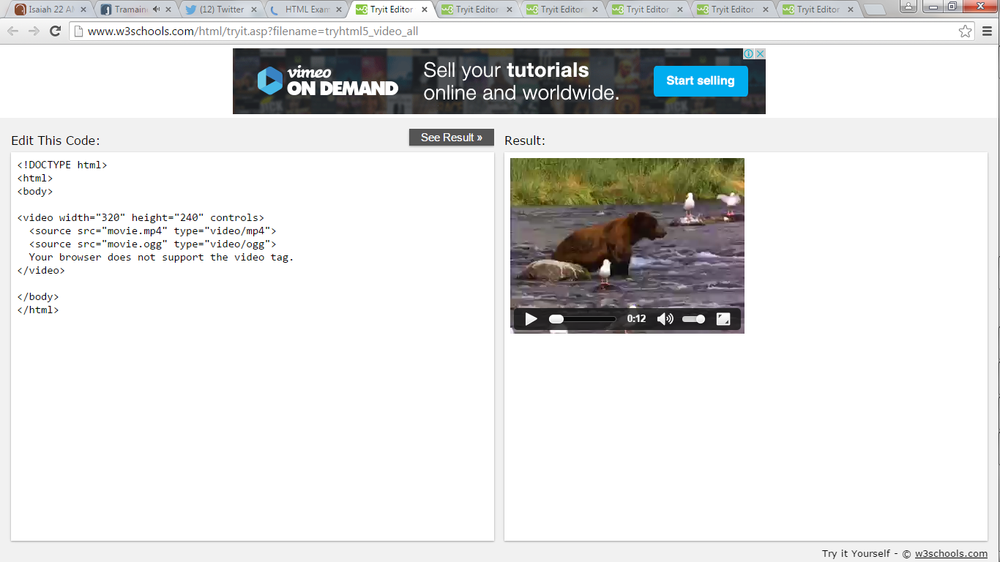 Isaiah 22 A
Tramain
(12) Twitter
HTML Exam
Tryit Editor
Tryit Editor
Tryit Editor
Tryit Editor
Tryit Editor
Tryit Editor
www.w3schools.com/html/tryit.asp?filename=tryhtml5_video_all
vimeo
ON DEMAND
Sell your tutorials
online and worldwide.
Start selling
Edit This Code:
See Result »
Result:
<!DOCTYPE html>
<html>
<body>
<video width="320" height="240" controls>
<source src="movie.mp4" type="video/mp4">
<source src="movie.ogg" type="video/ogg">
Your browser does not support the video tag.
</video>
</body>
</html>
0:12
Try it Yourself - © w3schools.com